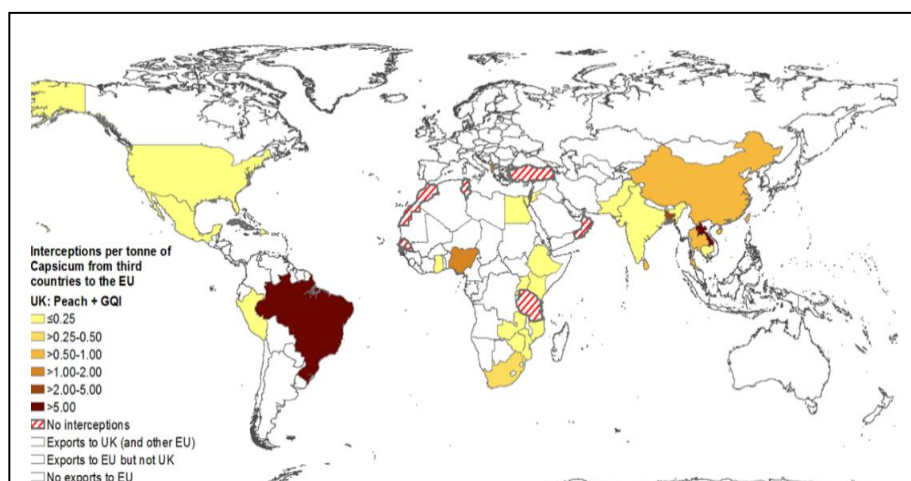 Interceptions per tonne of
Capsicum from third
countries to the EU
UK: Peach + GQI
≤0.25
>0.25-0.50
>0.50-1.00
>1.00-2.00
>2.00-5.00
>5.00
No interceptions
Exports to UK (and other EU)
Exports to EU but not UK
No exports to EU